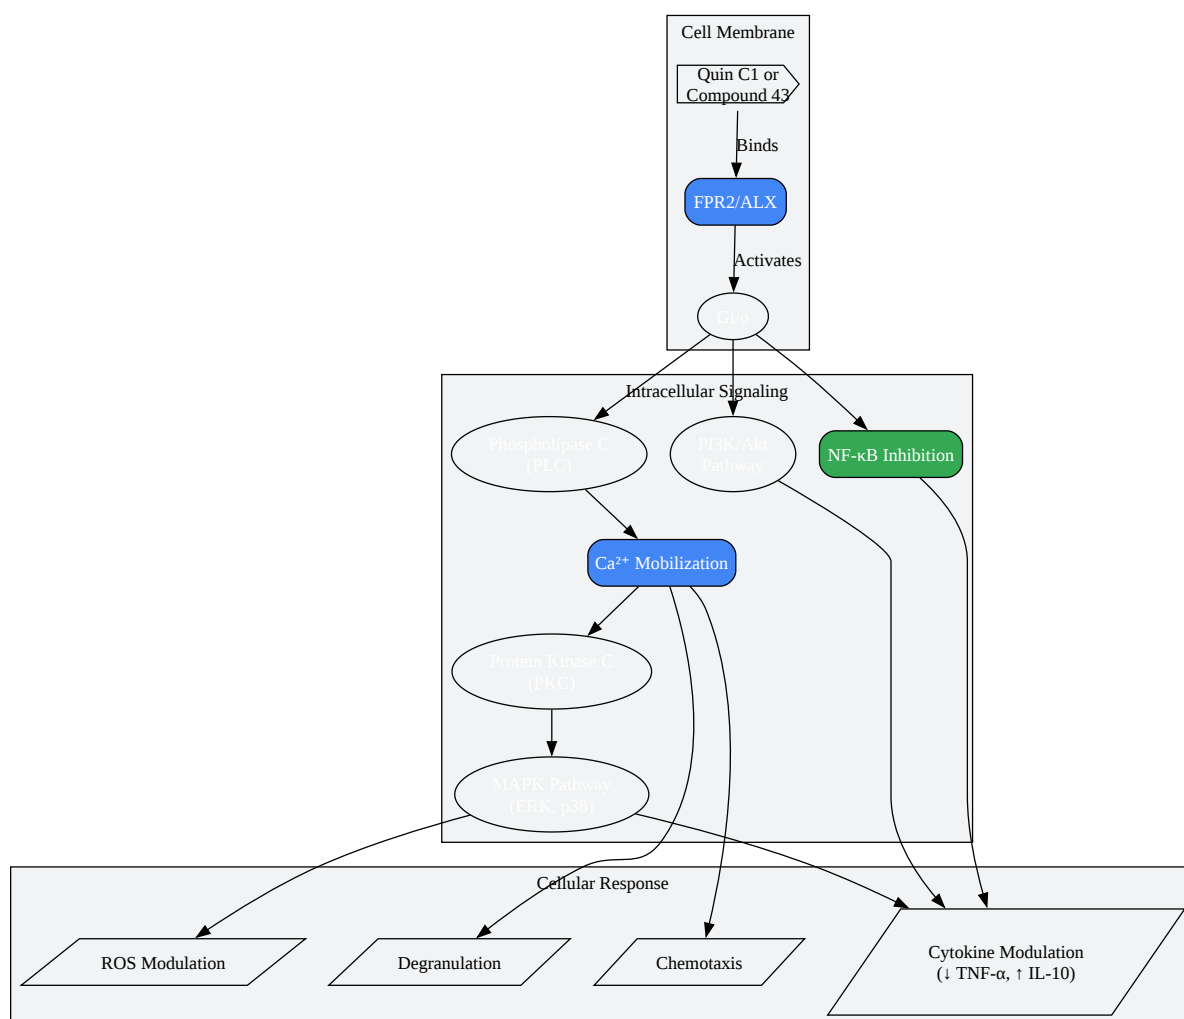 Cell Membrane
Quin C1 or
Compound 43
Binds
FPR2/ALX
Activates
Gi/o
Intracellular Signaling
Phospholipase C
(PLC)
PI3K/Akt
Pathway
NF-κB Inhibition
Ca²⁺ Mobilization
Protein Kinase C
(PKC)
MAPK Pathway
(ERK, p38)
Cellular Response
ROS Modulation
Degranulation
Chemotaxis
Cytokine Modulation
(↓ TNF-α, ↑ IL-10)